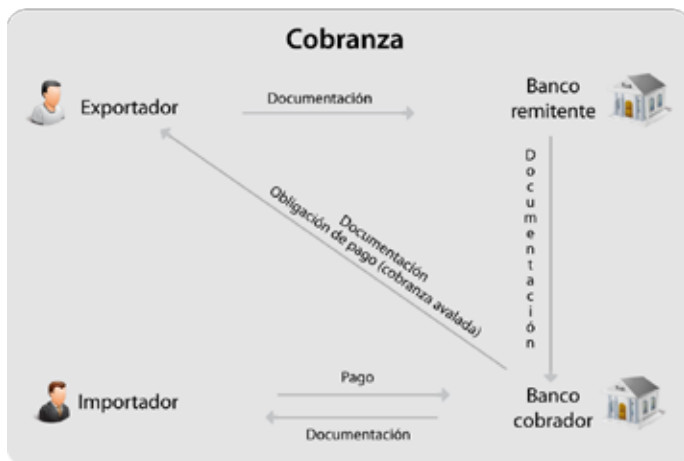 Cobranza
Exportador
Documentación
Banco
remitente
Documentación
Documentación
Obligación de pago (cobranza avalada)
Importador
Pago
Documentación
Banco
cobrador